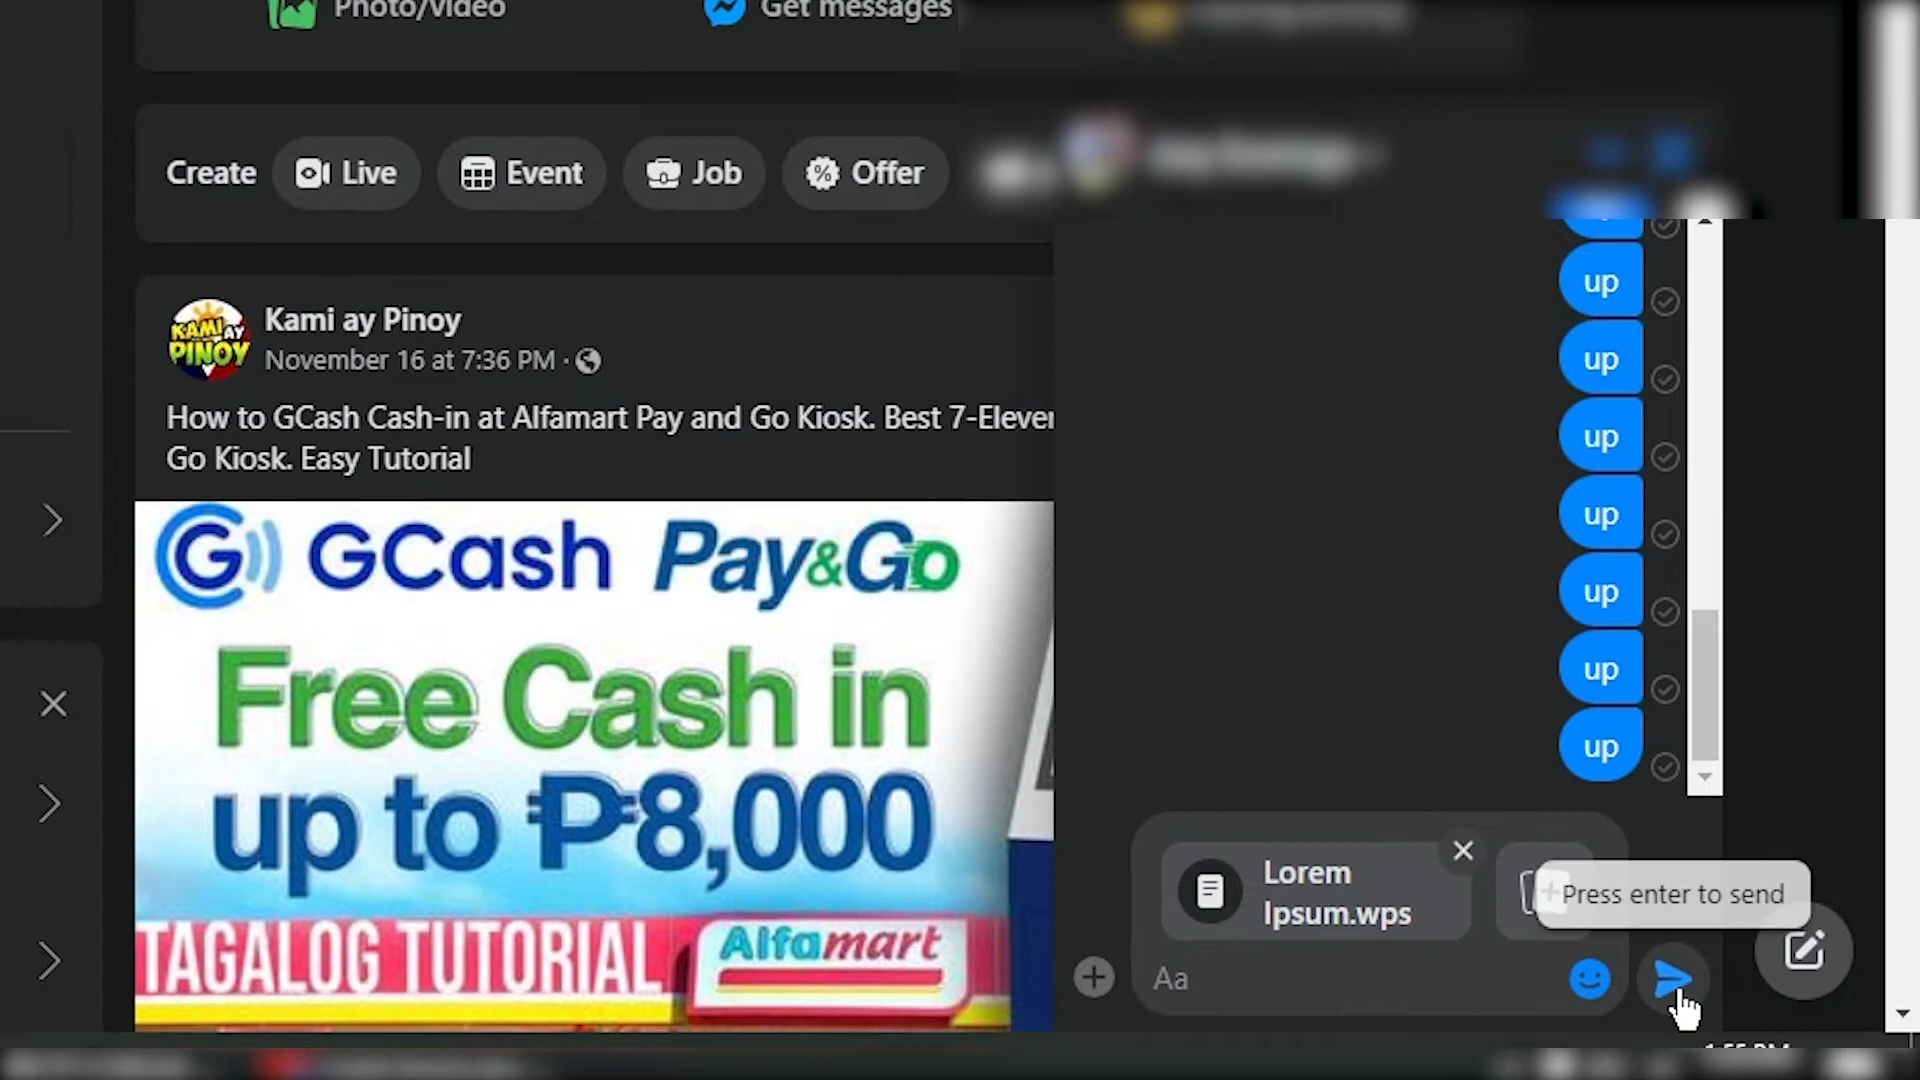 Photo/video
Get messages
Create
Live
Event
Job
Offer
Kami ay Pinoy
November 16 at 7:36 PM ·
How to GCash Cash-in at Alfamart Pay and Go Kiosk. Best 7-Eleven
Go Kiosk. Easy Tutorial
KAMI AY
PINOY
G GCash Pay&Go
Free Cash in
up to ₱8,000
TAGALOG TUTORIAL
Alfamart
up
up
up
up
up
up
up
Lorem
Ipsum.wps
Press enter to send
Aa